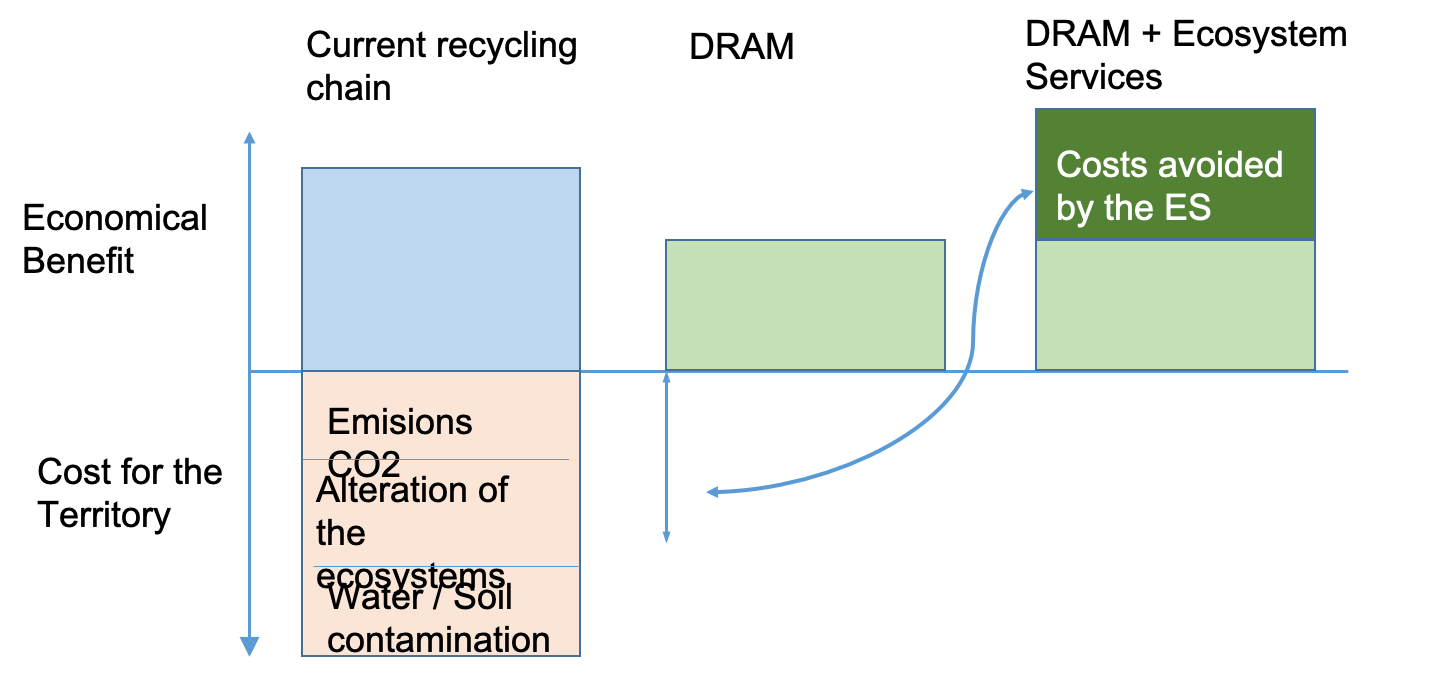 Current recycling
chain
DRAM
DRAM + Ecosystem
Services
Economical
Benefit
Costs avoided
by the ES
Cost for the
Territory
Emisions
CO2
Alteration of
the
ecosystems
Water / Soil
contamination